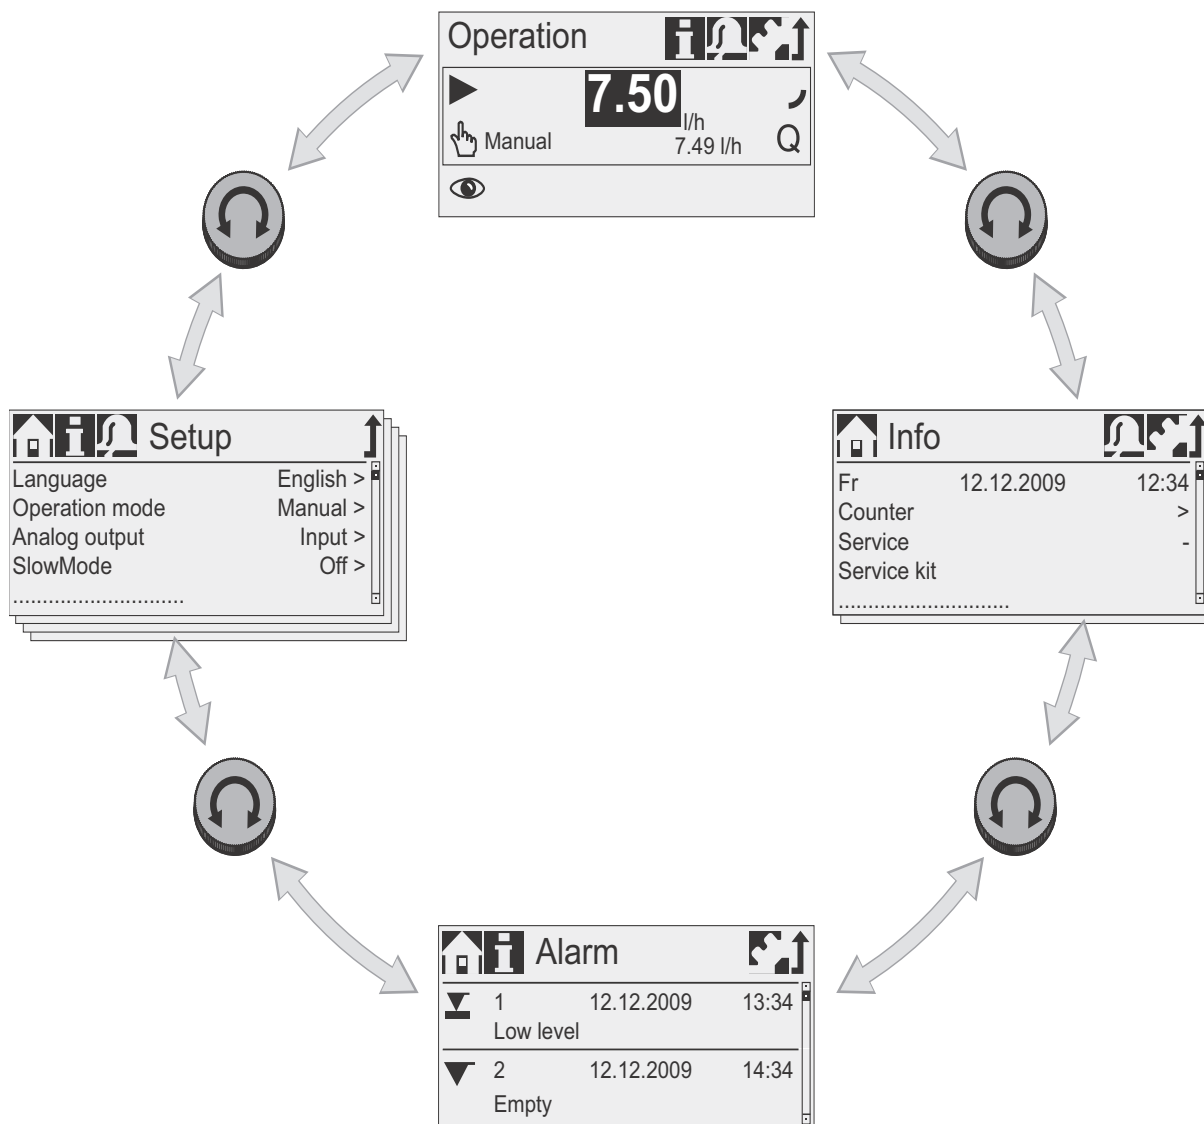 Operation
7.50
l/h
Manual
7.49 l/h
Q
Setup
Language English >
Operation mode Manual >
Analog output Input >
SlowMode Off >
.............................
Info
Fr 12.12.2009 12:34
Counter >
Service -
Service kit
.............................
Alarm
1 12.12.2009 13:34
Low level
2 12.12.2009 14:34
Empty